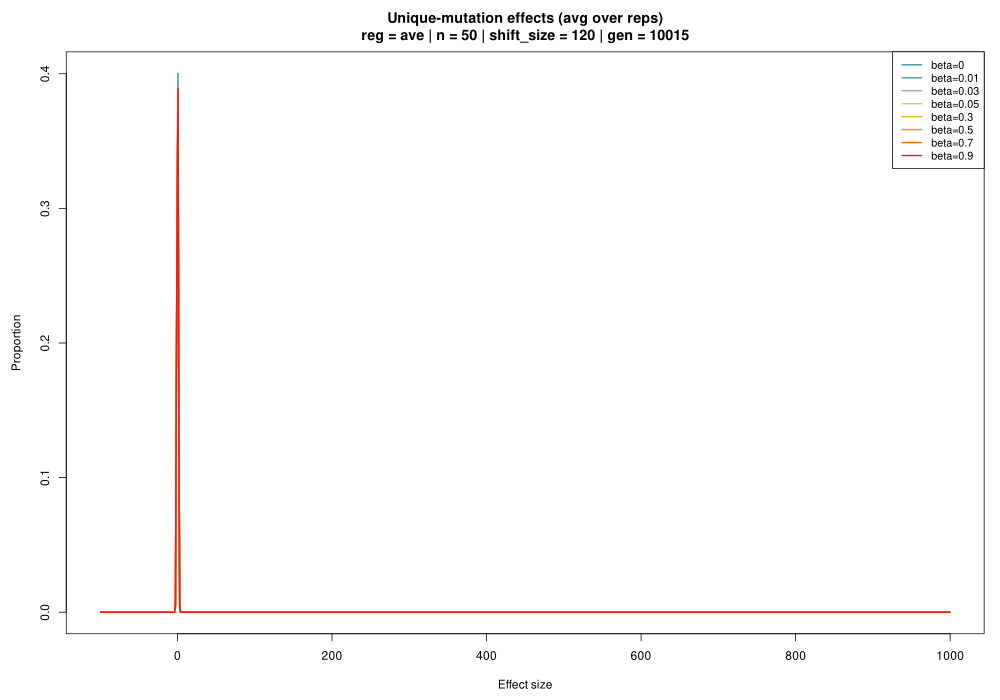 Unique-mutation effects (avg over reps)
reg = ave | n = 50 | shift_size = 120 | gen = 10015
beta=0
beta=0.01
beta=0.03
beta=0.05
beta=0.3
beta=0.5
beta=0.7
beta=0.9
Proportion
0.4
0.3
0.2
0.1
0.0
0 200 400 600 800 1000
Effect size